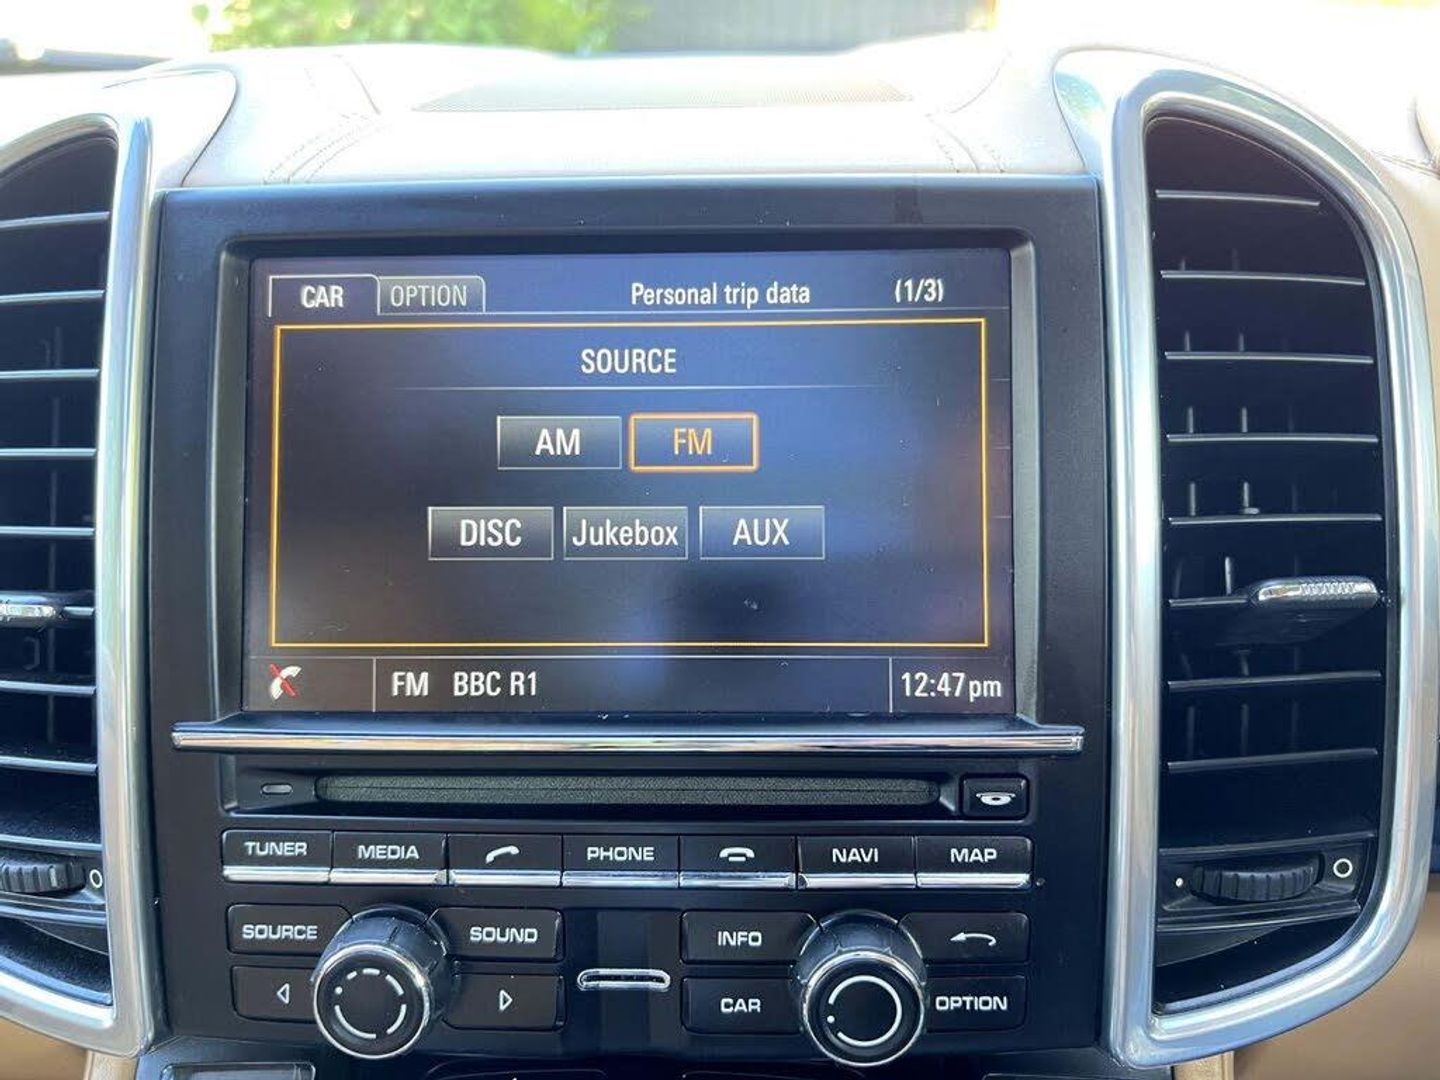 CAR OPTION Personal trip data (1/3)
SOURCE
AM FM
DISC Jukebox AUX
FM BBC R1 12:47pm
TUNER MEDIA PHONE NAVI MAP
SOURCE SOUND INFO
CAR OPTION